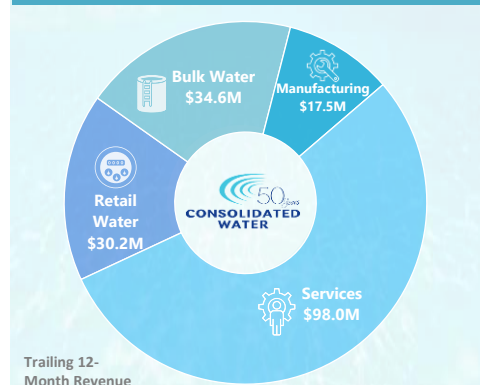 Bulk Water
$34.6M
Manufacturing
$17.5M
Retail
Water
$30.2M
50 years
CONSOLIDATED
WATER
Services
$98.0M
Trailing 12-
Month Revenue